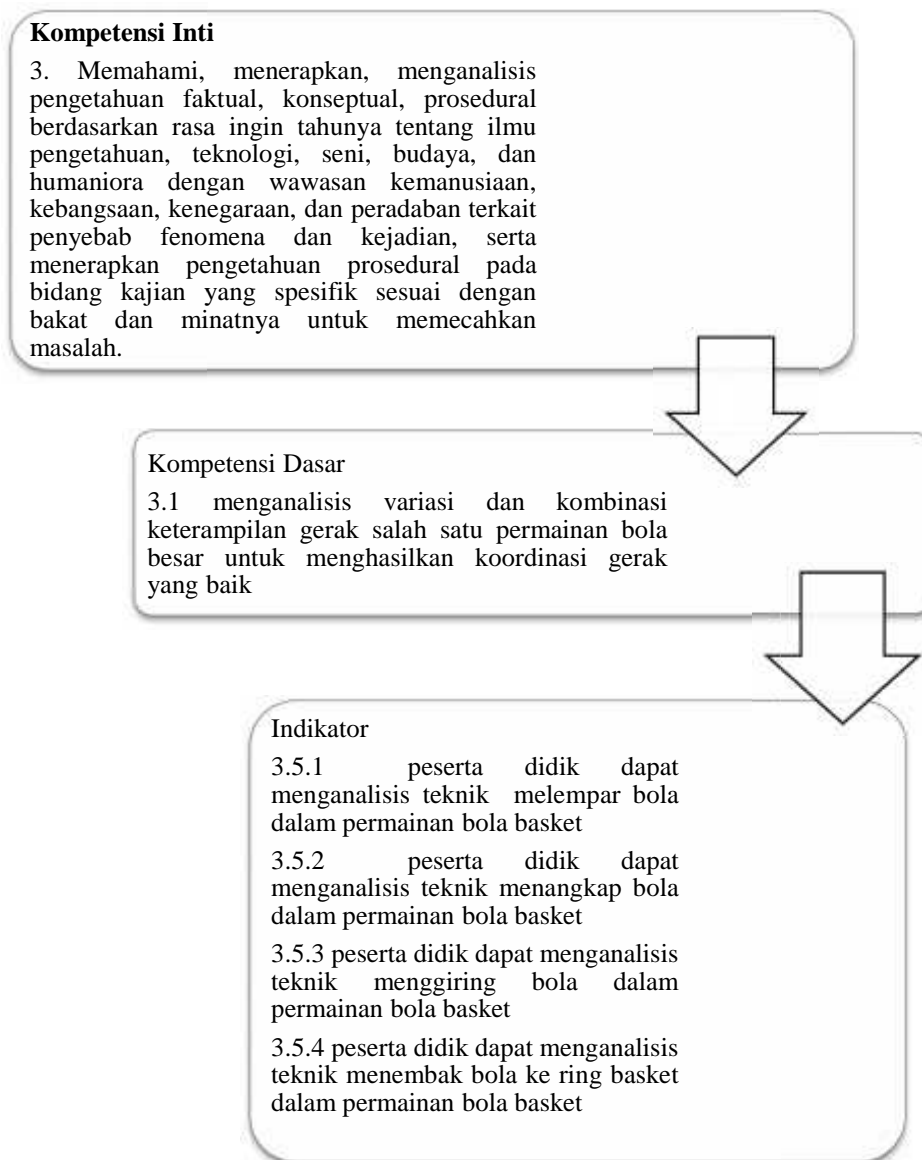 Kompetensi Inti
3. Memahami, menerapkan, menganalisis
pengetahuan faktual, konseptual, prosedural
berdasarkan rasa ingin tahunya tentang ilmu
pengetahuan, teknologi, seni, budaya, dan
humaniora dengan wawasan kemanusiaan,
kebangsaan, kenegaraan, dan peradaban terkait
penyebab fenomena dan kejadian, serta
menerapkan pengetahuan prosedural pada
bidang kajian yang spesifik sesuai dengan
bakat dan minatnya untuk memecahkan
masalah.
Kompetensi Dasar
3.1 menganalisis variasi dan kombinasi
keterampilan gerak salah satu permainan bola
besar untuk menghasilkan koordinasi gerak
yang baik
Indikator
3.5.1 peserta didik dapat
menganalisis teknik melempar bola
dalam permainan bola basket
3.5.2 peserta didik dapat
menganalisis teknik menangkap bola
dalam permainan bola basket
3.5.3 peserta didik dapat menganalisis
teknik menggiring bola dalam
permainan bola basket
3.5.4 peserta didik dapat menganalisis
teknik menembak bola ke ring basket
dalam permainan bola basket